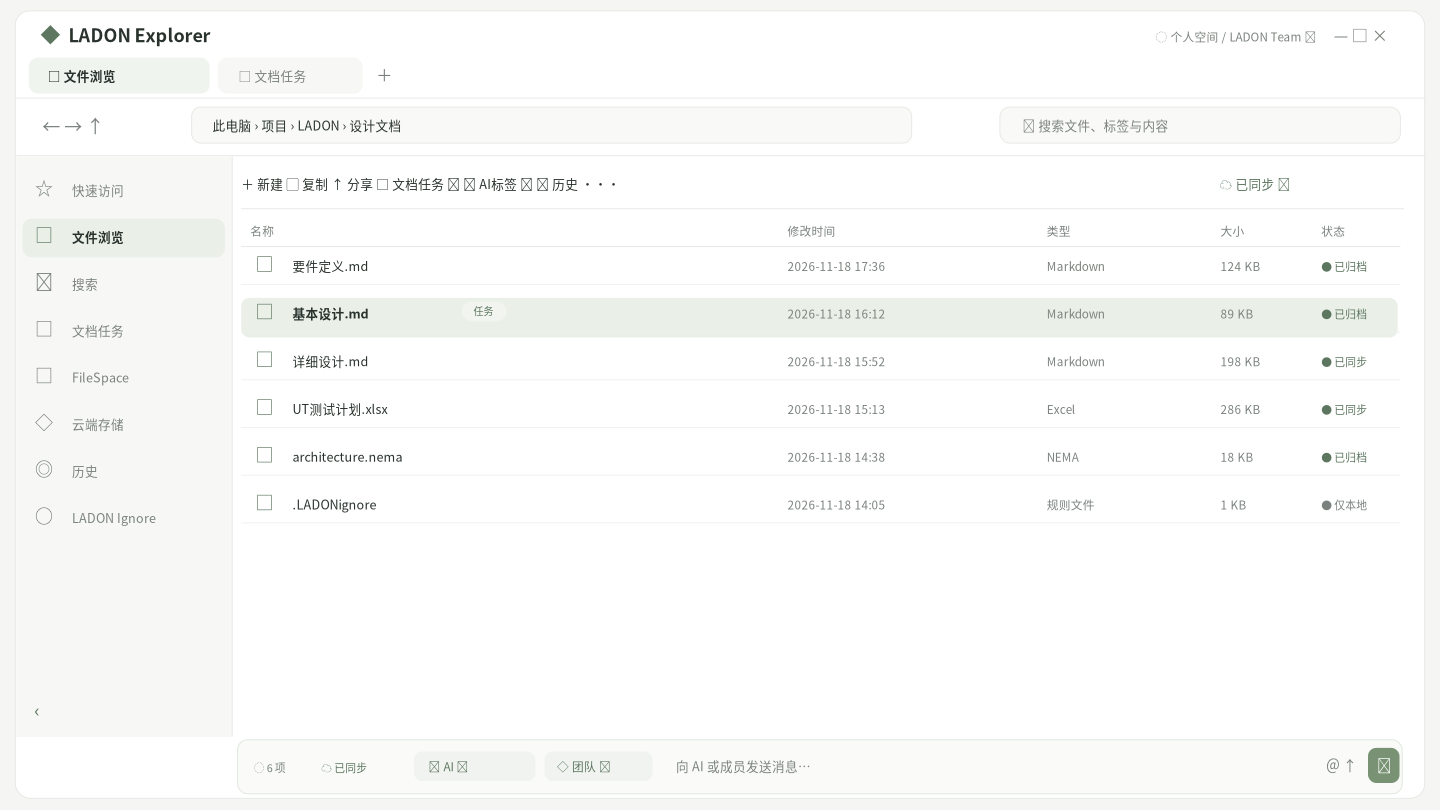 LADON Explorer
个人空间 / LADON Team
文件浏览
文档任务
此电脑 › 项目 › LADON › 设计文档
搜索文件、标签与内容
快速访问
文件浏览
搜索
文档任务
FileSpace
云端存储
历史
LADON Ignore
+ 新建 复制 ↑ 分享 文档任务 AI标签 历史 · · ·
已同步
名称 修改时间 类型 大小 状态
要件定义.md 2026-11-18 17:36 Markdown 124 KB 已归档
基本设计.md 任务 2026-11-18 16:12 Markdown 89 KB 已归档
详细设计.md 2026-11-18 15:52 Markdown 198 KB 已同步
UT测试计划.xlsx 2026-11-18 15:13 Excel 286 KB 已同步
architecture.nema 2026-11-18 14:38 NEMA 18 KB 已归档
.LADONignore 2026-11-18 14:05 规则文件 1 KB 仅本地
6 项 已同步 AI 团队 向 AI 或成员发送消息… @ ↑